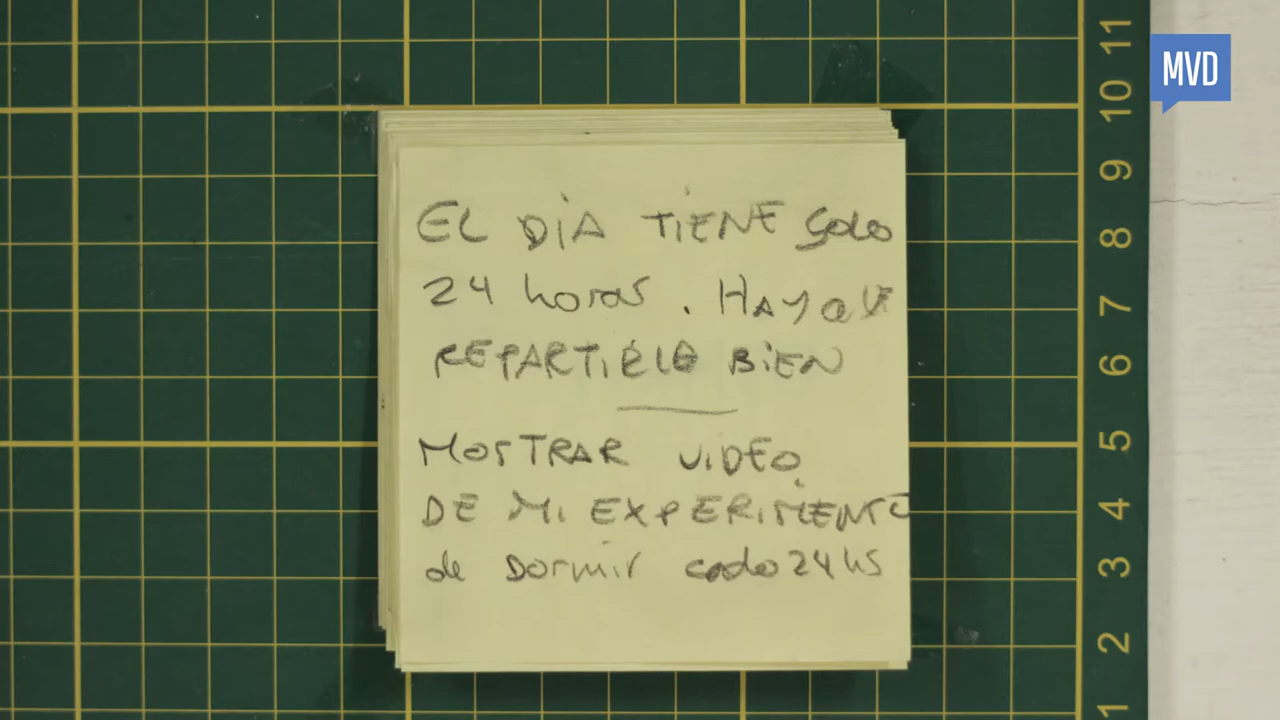 EL DIA TIENE Solo
24 horas. HAY QUE
REPARTIRLO BIEN
MOSTRAR VIDEO
DE MI EXPERIMENTO
de DORMIR cada 24 hs
MVD
11
10
9
8
7
6
5
4
3
2
1